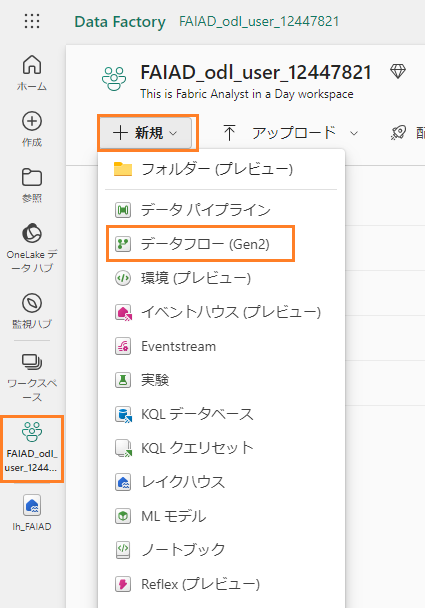 Data Factory FAIAD_odl_user_12447821
ホーム
作成
参照
OneLake デ
ータ ハブ
監視ハブ
ワークスペ
ース
FAIAD_odl_
user_1244...
lh_FAIAD
FAIAD_odl_user_12447821
This is Fabric Analyst in a Day workspace
新規 アップロード
フォルダー (プレビュー)
データ パイプライン
データフロー (Gen2)
環境 (プレビュー)
イベントハウス (プレビュー)
Eventstream
実験
KQL データベース
KQL クエリセット
レイクハウス
ML モデル
ノートブック
Reflex (プレビュー)